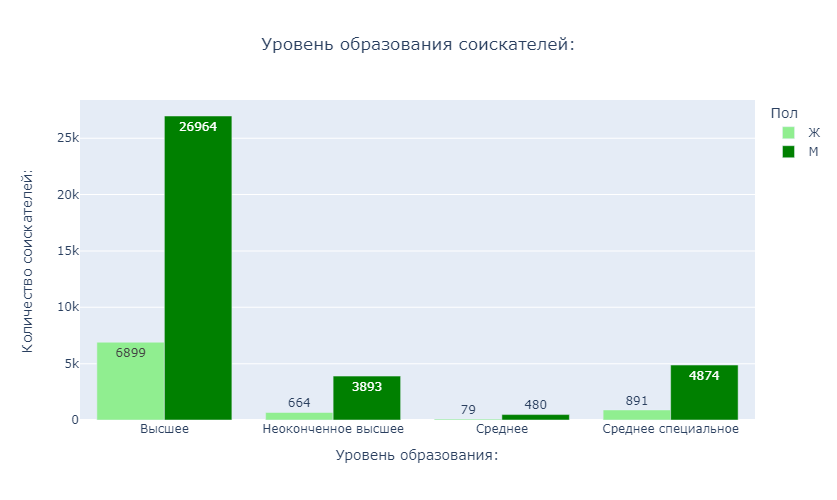 Уровень образования соискателей:
Количество соискателей:
25k
20k
15k
10k
5k
0
6899
26964
664
3893
79
480
891
4874
Высшее
Неоконченное высшее
Среднее
Среднее специальное
Уровень образования:
Пол
Ж
М